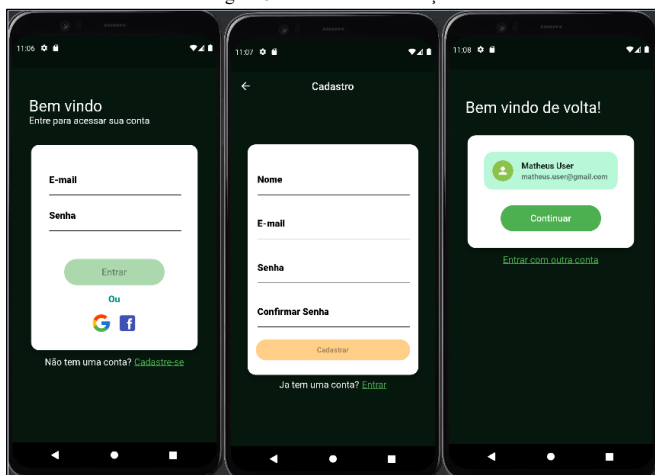 11:06
Bem vindo
Entre para acessar sua conta
E-mail
Senha
Entrar
Ou
Não tem uma conta? Cadastre-se
11:07
Cadastro
Nome
E-mail
Senha
Confirmar Senha
Cadastrar
Ja tem uma conta? Entrar
11:08
Bem vindo de volta!
Matheus User
matheus.user@gmail.com
Continuar
Entrar com outra conta